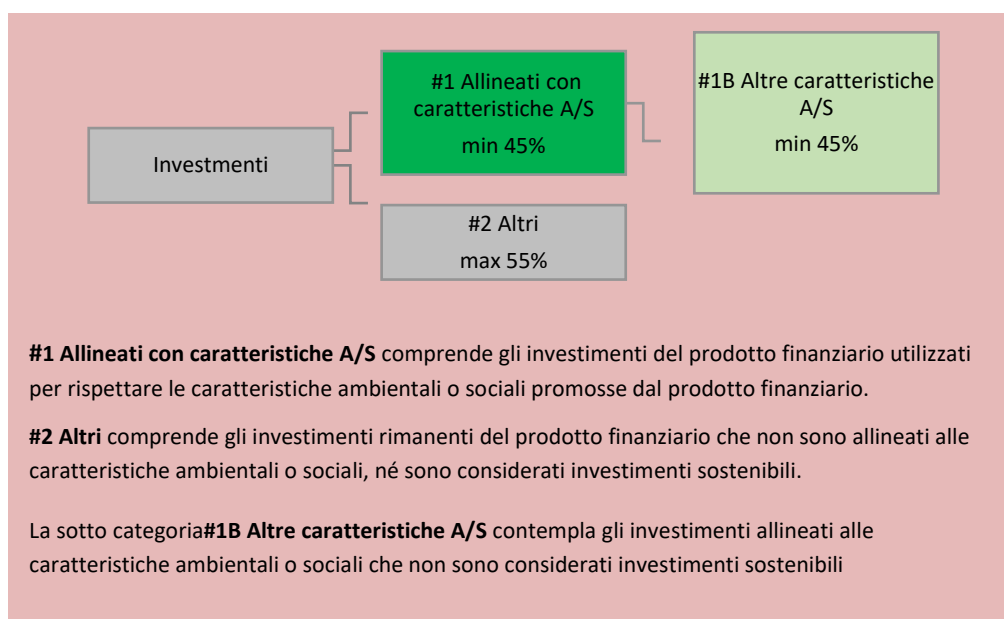 #1 Allineati con
caratteristiche A/S
min 45%
#1B Altre caratteristiche
A/S
min 45%
Investmenti
#2 Altri
max 55%
#1 Allineati con caratteristiche A/S comprende gli investimenti del prodotto finanziario utilizzati
per rispettare le caratteristiche ambientali o sociali promosse dal prodotto finanziario.
#2 Altri comprende gli investimenti rimanenti del prodotto finanziario che non sono allineati alle
caratteristiche ambientali o sociali, né sono considerati investimenti sostenibili.
La sotto categoria#1B Altre caratteristiche A/S contempla gli investimenti allineati alle
caratteristiche ambientali o sociali che non sono considerati investimenti sostenibili